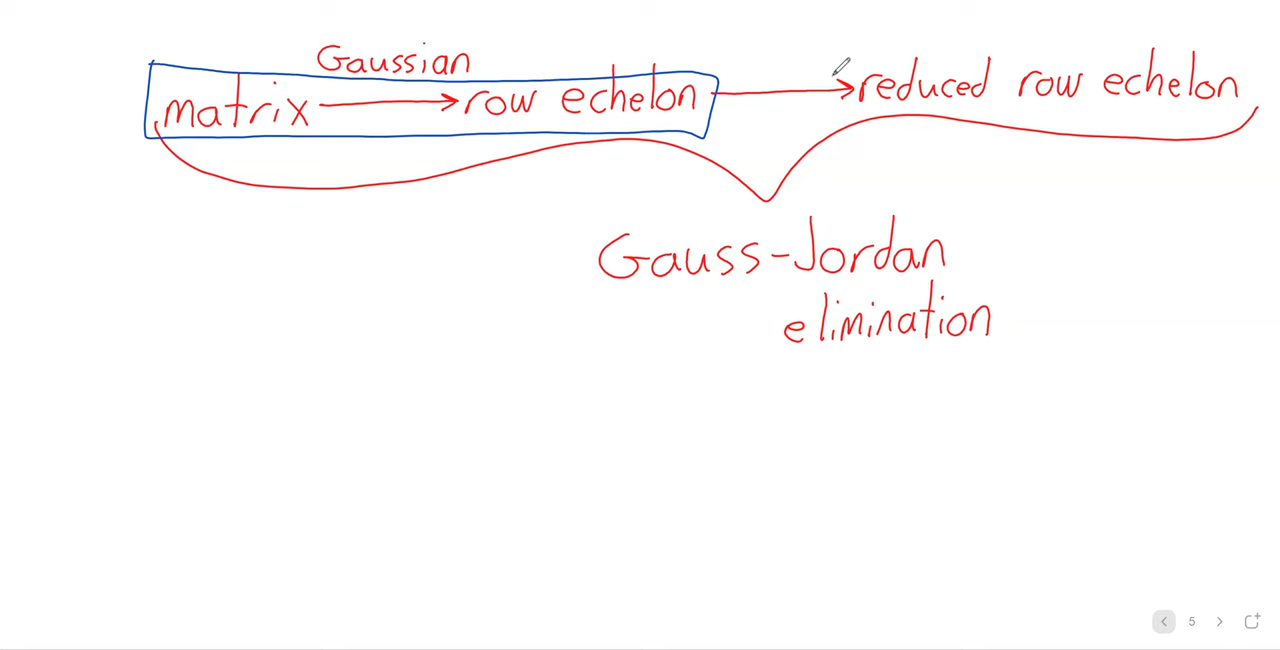 Gaussian
matrix → row echelon → reduced row echelon
Gauss-Jordan
elimination
5